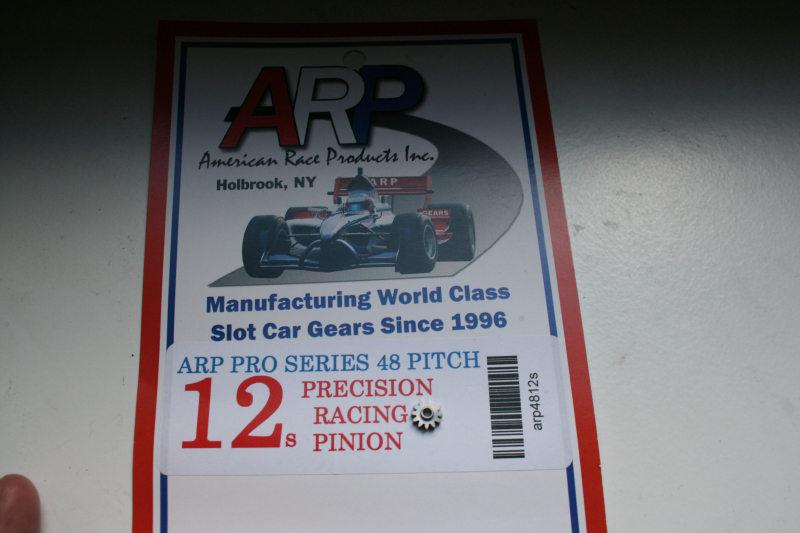 ARP
American Race Products Inc.
Holbrook, NY
ARP
GEARS
Manufacturing World Class
Slot Car Gears Since 1996
ARP PRO SERIES 48 PITCH
12s
PRECISION
RACING
PINION
arp4812s